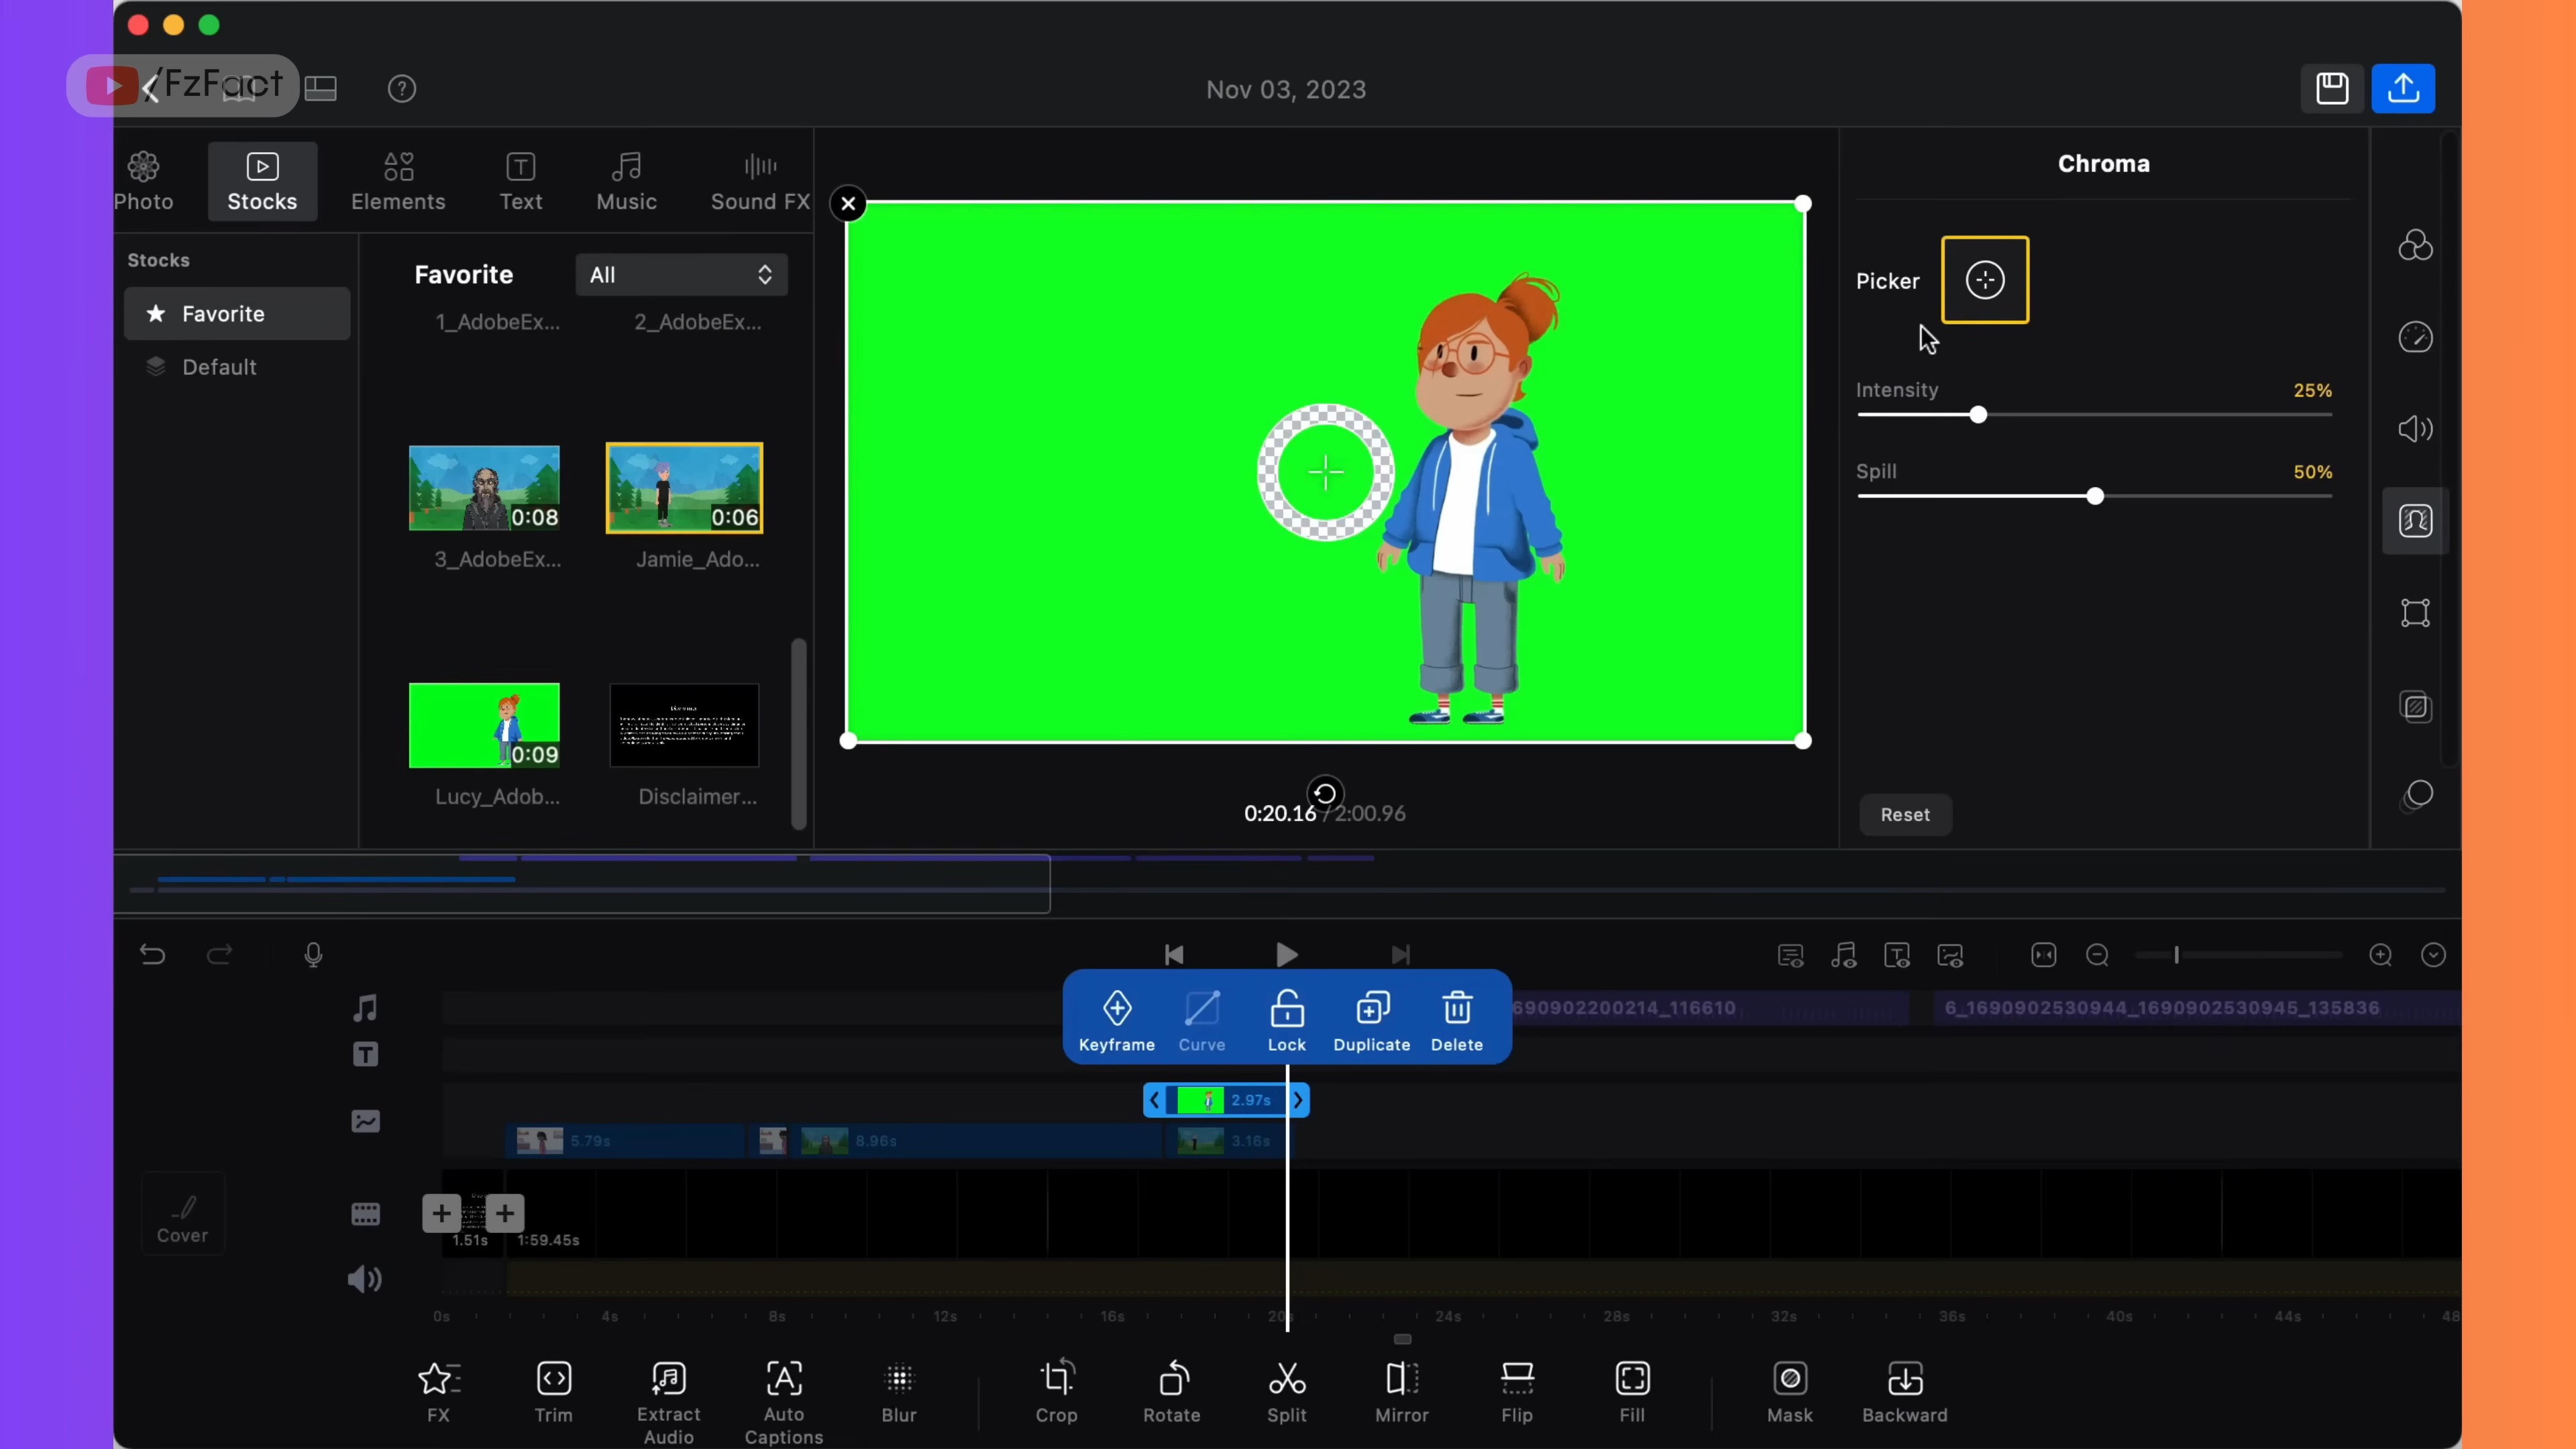 /FzFact
Nov 03, 2023
Photo
Stocks
Elements
Text
Music
Sound FX
Chroma
Stocks
Favorite
Default
Favorite
All
1_AdobeEx...
2_AdobeEx...
0:08
0:06
3_AdobeEx...
Jamie_Ado...
0:09
Lucy_Adob...
Disclaimer...
0:20.16 / 2:00.96
Picker
Intensity
25%
Spill
50%
Reset
Keyframe
Curve
Lock
Duplicate
Delete
690902200214_116610
6_1690902530944_1690902530945_135836
2.97s
5.79s
8.96s
3.16s
Cover
1.51s
1:59.45s
0s 4s 8s 12s 16s 20s 24s 28s 32s 36s 40s 44s 48
FX
Trim
Extract
Audio
Auto
Captions
Blur
Crop
Rotate
Split
Mirror
Flip
Fill
Mask
Backward